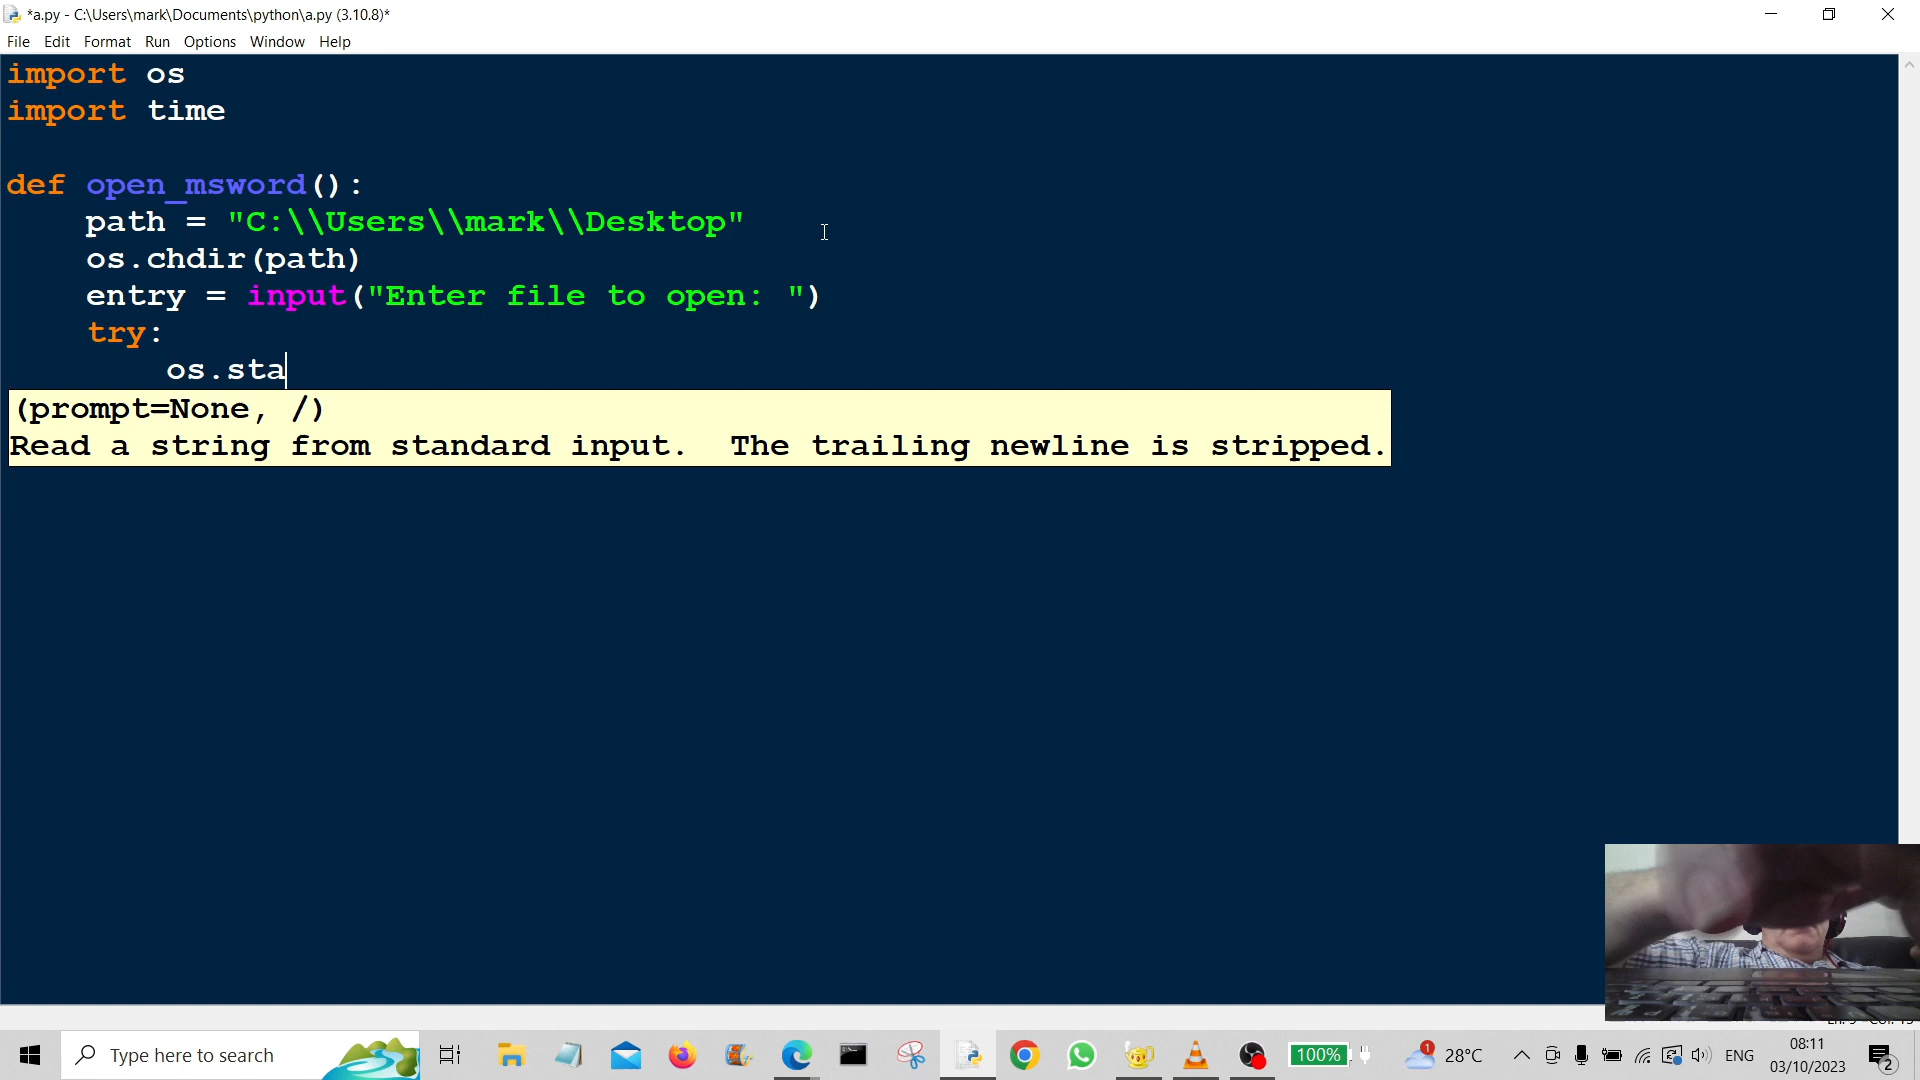 *a.py - C:\Users\mark\Documents\python\a.py (3.10.8)*
File Edit Format Run Options Window Help
import os
import time
def open_msword():
path = "C:\\Users\\mark\\Desktop"
os.chdir(path)
entry = input("Enter file to open: ")
try:
os.sta
(prompt=None, /)
Read a string from standard input.  The trailing newline is stripped.
Type here to search
100%
1
28°C
ENG
08:11
03/10/2023
2